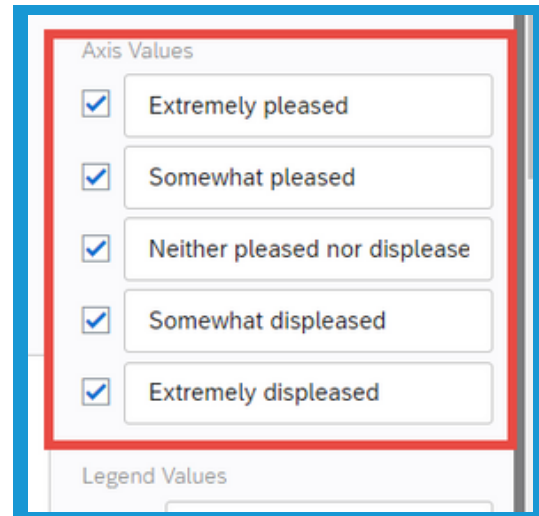 Axis Values
Extremely pleased
Somewhat pleased
Neither pleased nor displease
Somewhat displeased
Extremely displeased
Legend Values